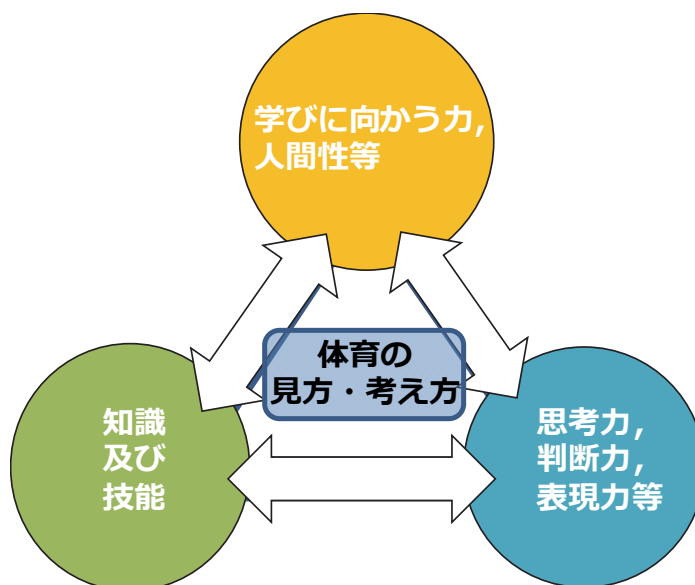 学びに向かう力，
人間性等
体育の
見方・考え方
知識
及び
技能
思考力，
判断力，
表現力等